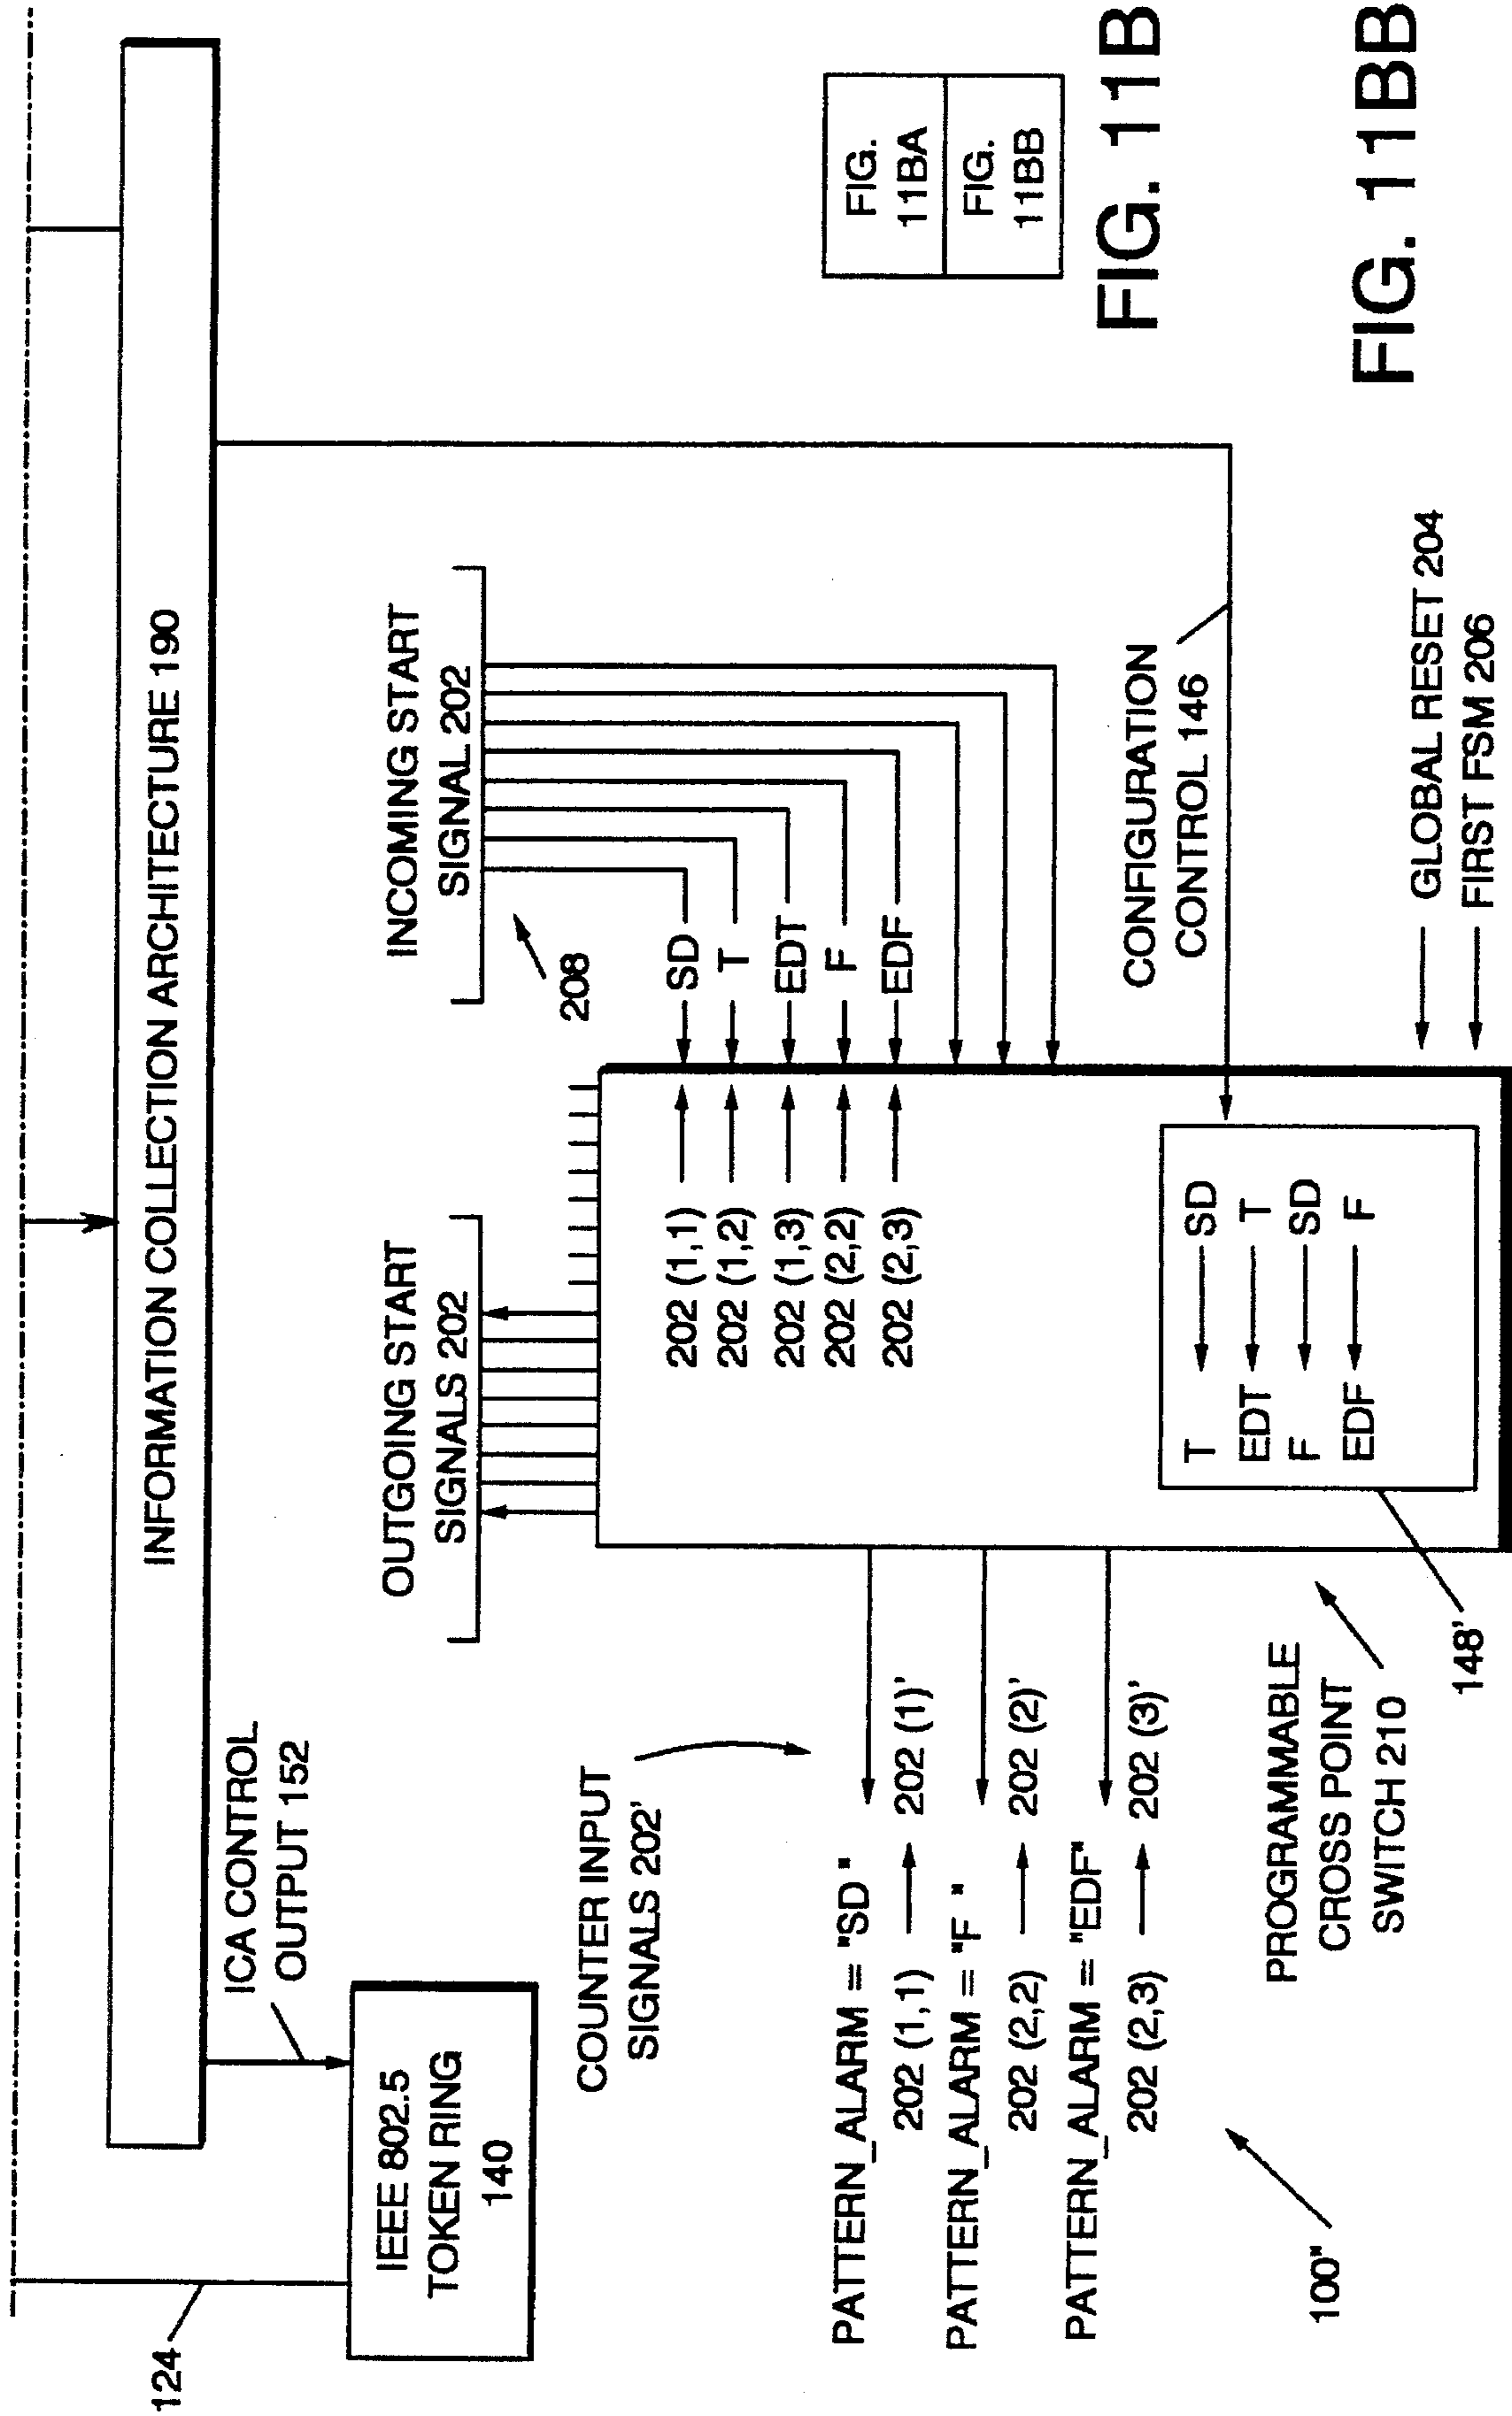 124
INFORMATION COLLECTION ARCHITECTURE 190
ICA CONTROL
OUTPUT 152
IEEE 802.5
TOKEN RING
140
OUTGOING START
SIGNALS 202
INCOMING START
SIGNAL 202
208
COUNTER INPUT
SIGNALS 202'
202 (1,1)
SD
202 (1,2)
T
202 (1,3)
EDT
202 (2,2)
F
202 (2,3)
EDF
PATTERN_ALARM = "SD "
202 (1,1)
202 (1)'
PATTERN_ALARM = "F "
202 (2,2)
202 (2)'
PATTERN_ALARM = "EDF"
202 (2,3)
202 (3)'
CONFIGURATION
CONTROL 146
T
SD
EDT
T
F
SD
EDF
F
PROGRAMMABLE
CROSS POINT
SWITCH 210
148'
100"
GLOBAL RESET 204
FIRST FSM 206
FIG.
11BA
FIG.
11BB
FIG. 11B
FIG. 11BB